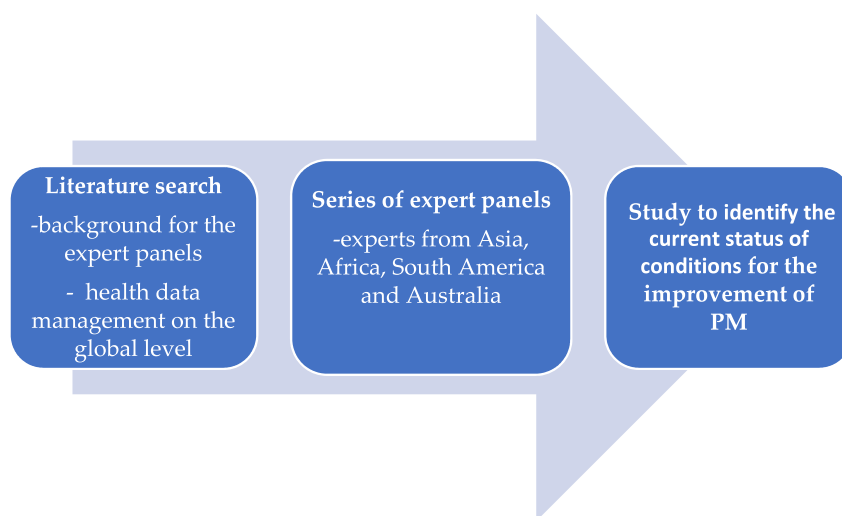 Literature search
-background for the
expert panels
- health data
management on the
global level
Series of expert panels
-experts from Asia,
Africa, South America
and Australia
Study to identify the
current status of
conditions for the
improvement of
PM